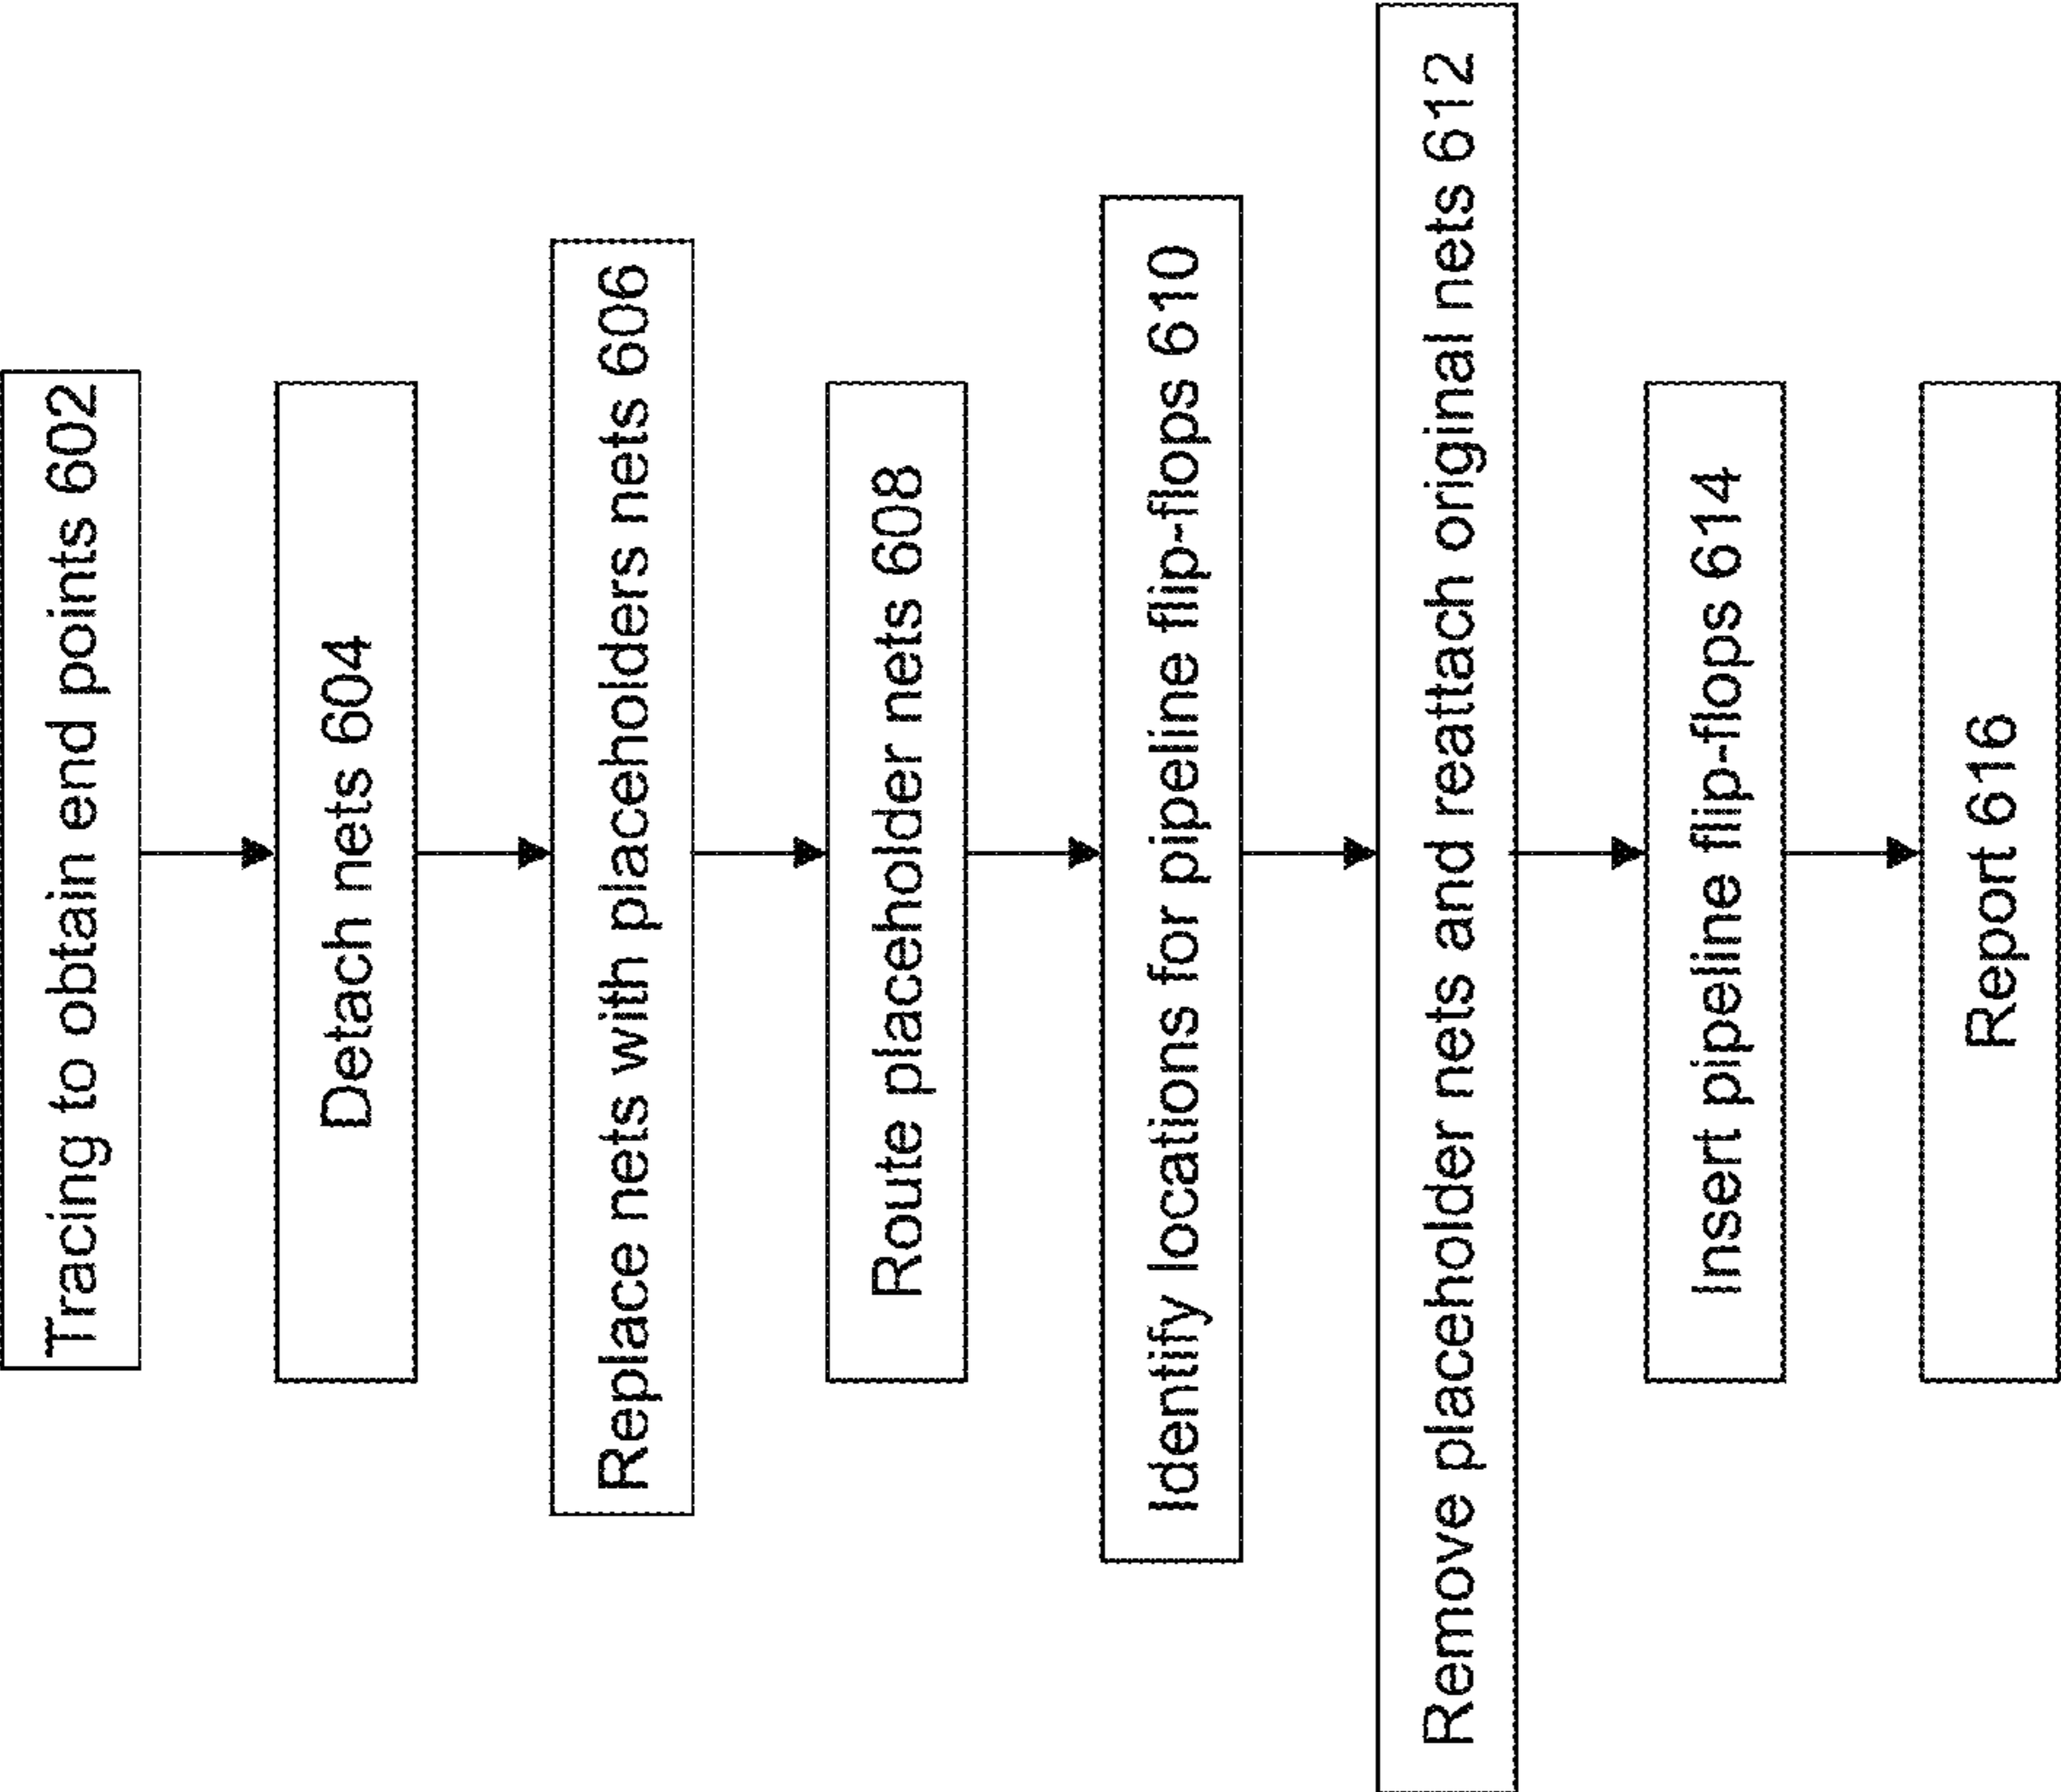 Tracing to obtain end points 602
Detach nets 604
Replace nets with placeholders nets 606
Route placeholder nets 608
Identify locations for pipeline flip-flops 610
Remove placeholder nets and reattach original nets 612
Insert pipeline flip-flops 614
Report 616